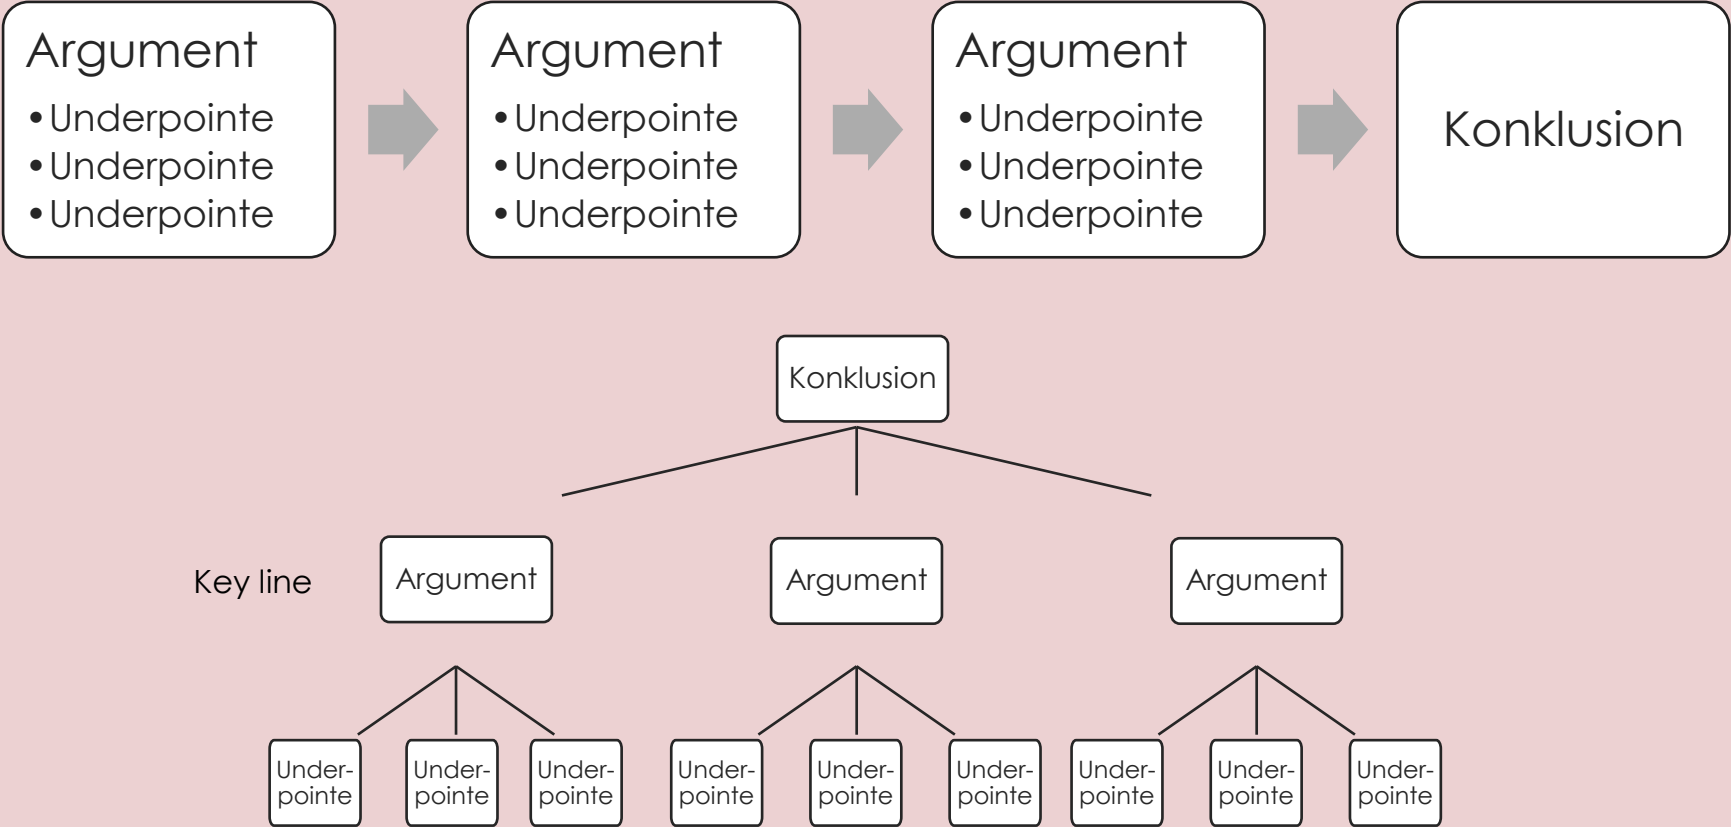 Argument
•Underpointe
•Underpointe
•Underpointe
Argument
•Underpointe
•Underpointe
•Underpointe
Argument
•Underpointe
•Underpointe
•Underpointe
Konklusion
Konklusion
Key line
Argument
Argument
Argument
Under-
pointe
Under-
pointe
Under-
pointe
Under-
pointe
Under-
pointe
Under-
pointe
Under-
pointe
Under-
pointe
Under-
pointe